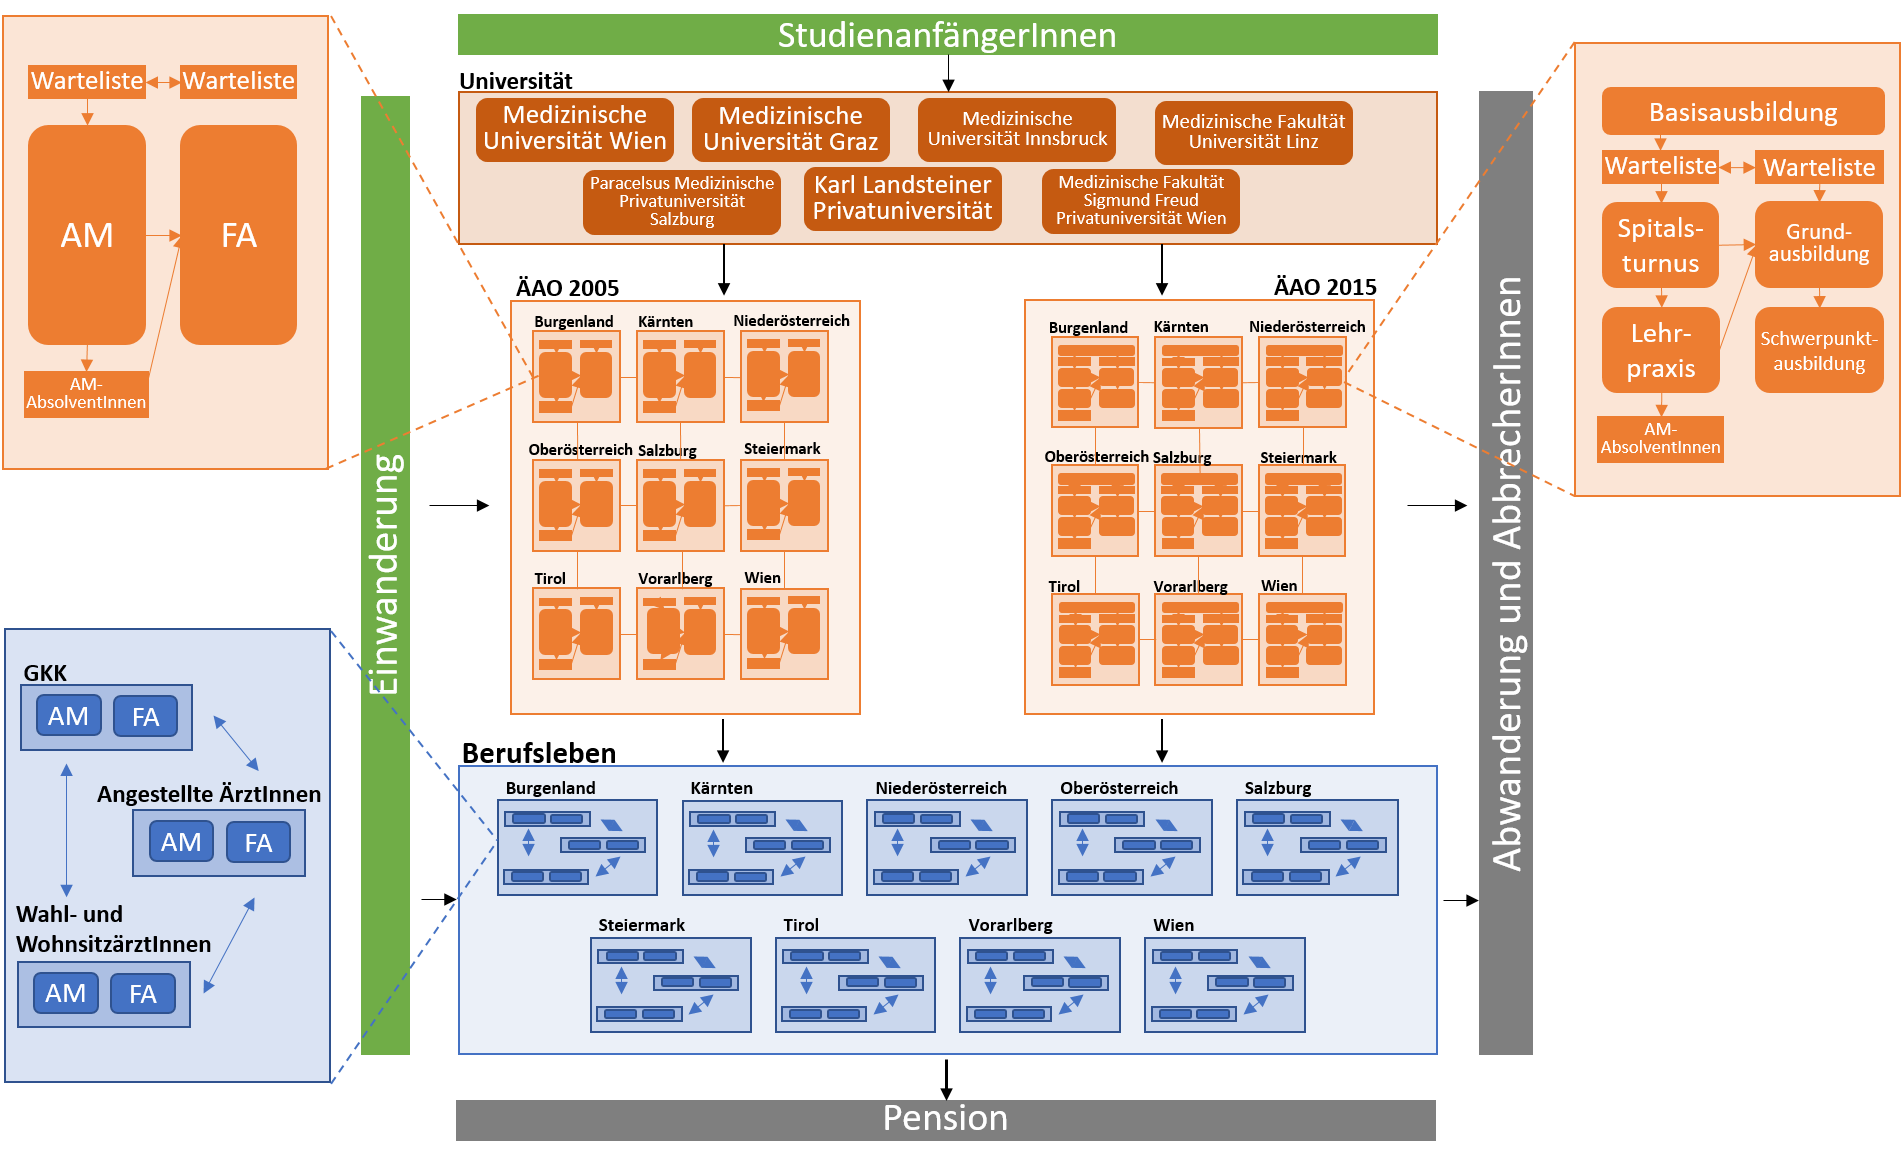 StudienanfängerInnen
Universität
Medizinische
Universität Wien
Medizinische
Universität Graz
Medizinische
Universität Innsbruck
Medizinische Fakultät
Universität Linz
Paracelsus Medizinische
Privatuniversität
Salzburg
Karl Landsteiner
Privatuniversität
Medizinische Fakultät
Sigmund Freud
Privatuniversität Wien
Warteliste
Warteliste
AM
FA
AM-
AbsolventInnen
Einwanderung
ÄAO 2005
Burgenland
Kärnten
Niederösterreich
Oberösterreich
Salzburg
Steiermark
Tirol
Vorarlberg
Wien
ÄAO 2015
Burgenland
Kärnten
Niederösterreich
Oberösterreich
Salzburg
Steiermark
Tirol
Vorarlberg
Wien
Abwanderung und AbbrecherInnen
Basisausbildung
Warteliste
Warteliste
Spitals-
turnus
Grund-
ausbildung
Lehr-
praxis
Schwerpunkt-
ausbildung
AM-
AbsolventInnen
GKK
AM
FA
Angestellte ÄrztInnen
AM
FA
Wahl- und
WohnsitzärztInnen
AM
FA
Berufsleben
Burgenland
Kärnten
Niederösterreich
Oberösterreich
Salzburg
Steiermark
Tirol
Vorarlberg
Wien
Pension